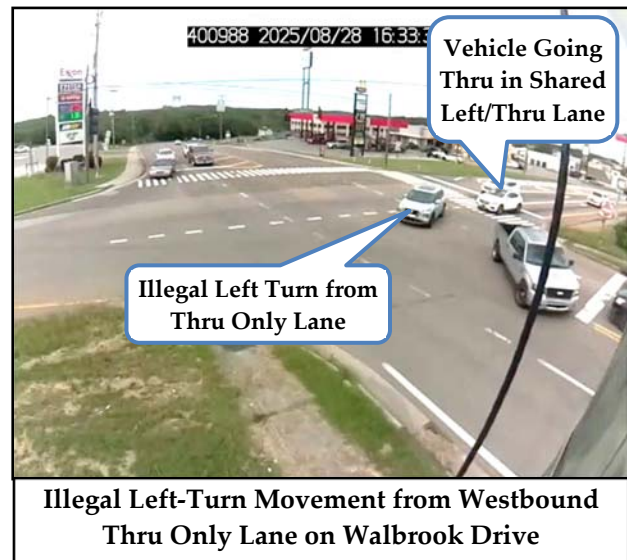 400988 2025/08/28 16:33:3
Vehicle Going
Thru in Shared
Left/Thru Lane
Exxon
Illegal Left Turn from
Thru Only Lane
Illegal Left-Turn Movement from Westbound
Thru Only Lane on Walbrook Drive